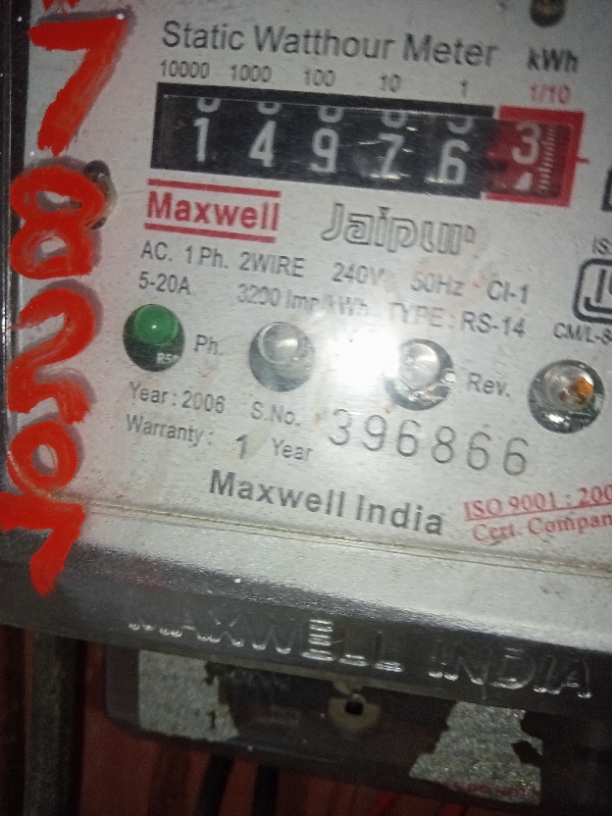 Static Watthour Meter kWh
10000 1000 100 10 1 1/10
1 4 9 7 6 3
Maxwell Jaipur
AC. 1 Ph. 2WIRE 240V 50Hz CI-1
5-20A 3200 Imp/kWh TYPE : RS-14
Ph. Rev.
Year : 2006 S.No. 396866
Warranty : 1 Year
Maxwell India
ISO 9001 : 200
Cert. Compan
MAXWELL INDIA